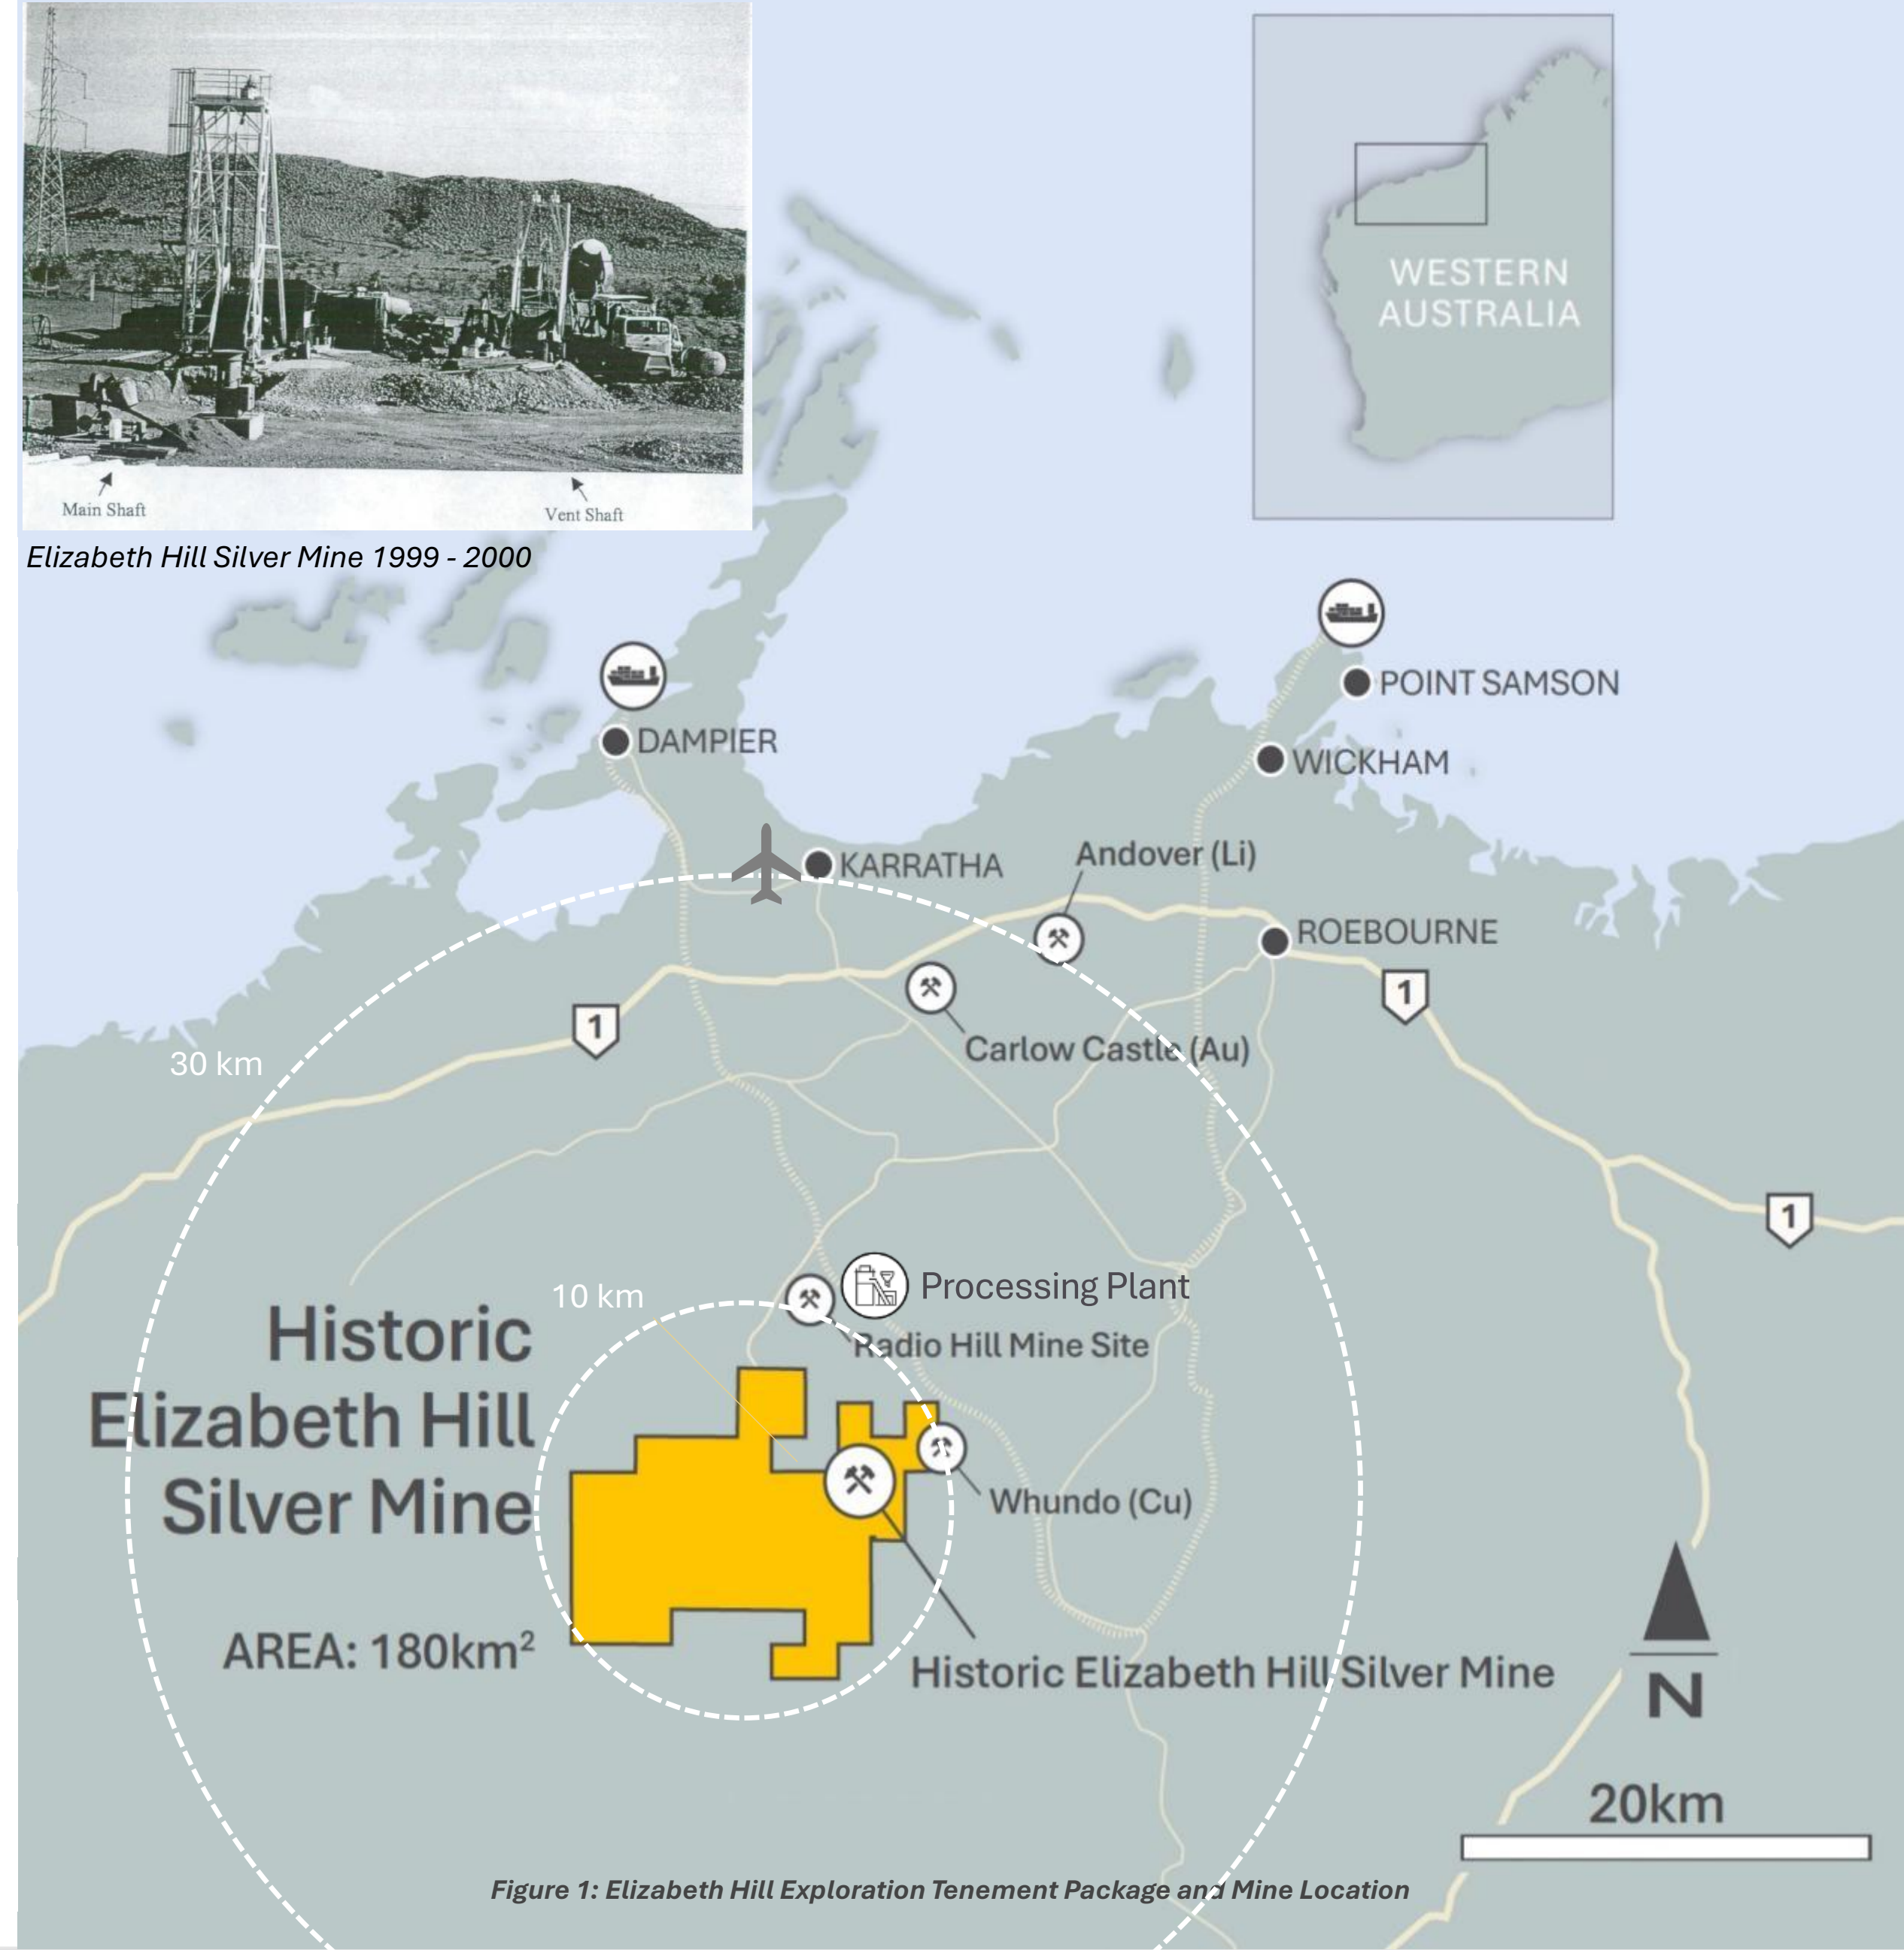 Main Shaft
Vent Shaft
Elizabeth Hill Silver Mine 1999 - 2000
WESTERN
AUSTRALIA
POINT SAMSON
DAMPIER
WICKHAM
KARRATHA
Andover (Li)
ROEBOURNE
1
1
Carlow Castle (Au)
30 km
1
Processing Plant
10 km
Radio Hill Mine Site
Historic
Elizabeth Hill
Silver Mine
Whundo (Cu)
AREA: 180km²
Historic Elizabeth Hill Silver Mine
N
20km
Figure 1: Elizabeth Hill Exploration Tenement Package and Mine Location